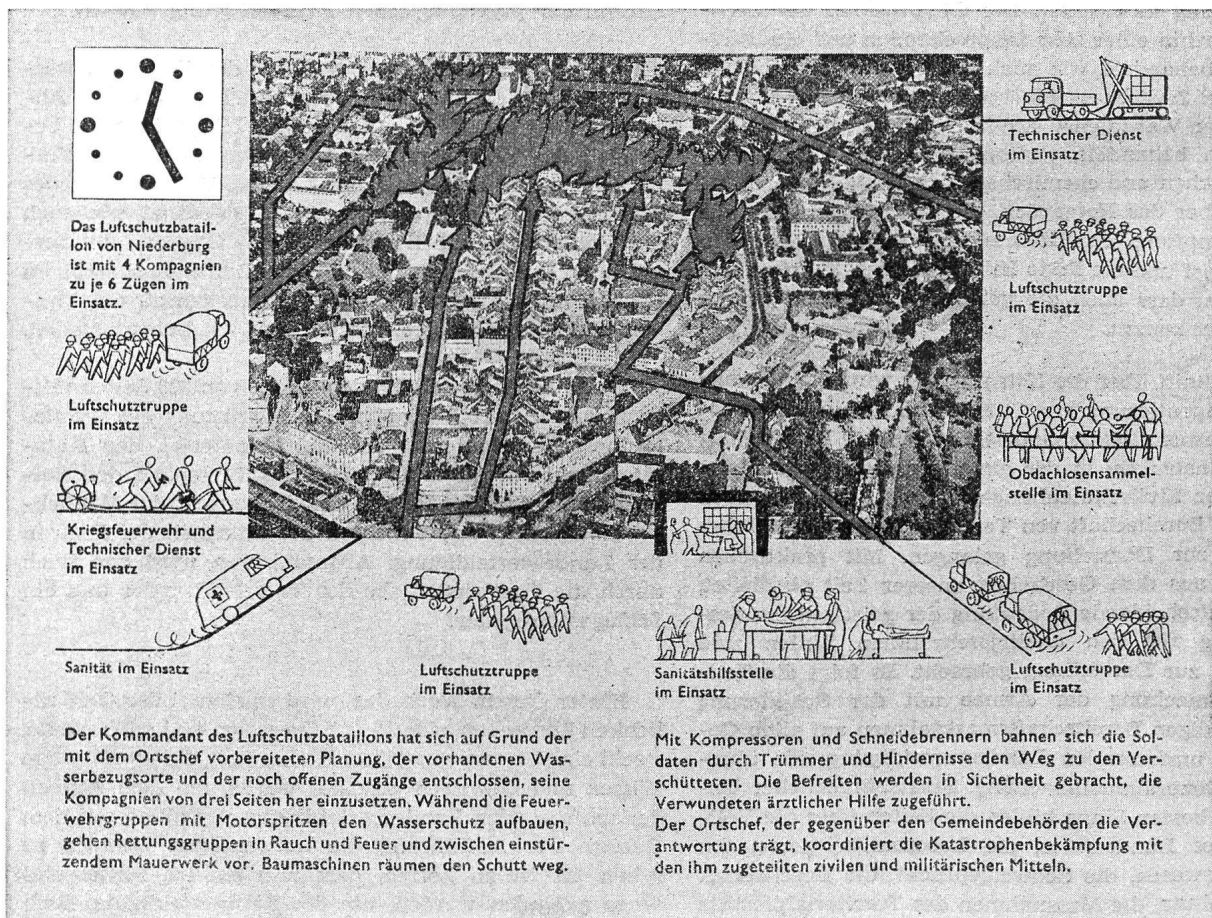 Das Luftschutzbatail-
lon von Niederburg
ist mit 4 Kompagnien
zu je 6 Zügen im
Einsatz.
Luftschutztruppe
im Einsatz
Kriegsfeuerwehr und
Technischer Dienst
im Einsatz
Sanität im Einsatz
Luftschutztruppe
im Einsatz
Sanitätshilfsstelle
im Einsatz
Technischer Dienst
im Einsatz
Luftschutztruppe
im Einsatz
Obdachlosensammel-
stelle im Einsatz
Luftschutztruppe
im Einsatz
Der Kommandant des Luftschutzbataillons hat sich auf Grund der
mit dem Ortschef vorbereiteten Planung, der vorhandenen Was-
serbezugsorte und der noch offenen Zugänge entschlossen, seine
Kompagnien von drei Seiten her einzusetzen. Während die Feuer-
wehrgruppen mit Motorspritzen den Wasserschutz aufbauen,
gehen Rettungsgruppen in Rauch und Feuer und zwischen einstür-
zendem Mauerwerk vor. Baumaschinen räumen den Schutt weg.
Mit Kompressoren und Schneidebrennern bahnen sich die Sol-
daten durch Trümmer und Hindernisse den Weg zu den Ver-
schütteten. Die Befreiten werden in Sicherheit gebracht, die
Verwundeten ärztlicher Hilfe zugeführt.
Der Ortschef, der gegenüber den Gemeindebehörden die Ver-
antwortung trägt, koordiniert die Katastrophenbekämpfung mit
den ihm zugeteilten zivilen und militärischen Mitteln.